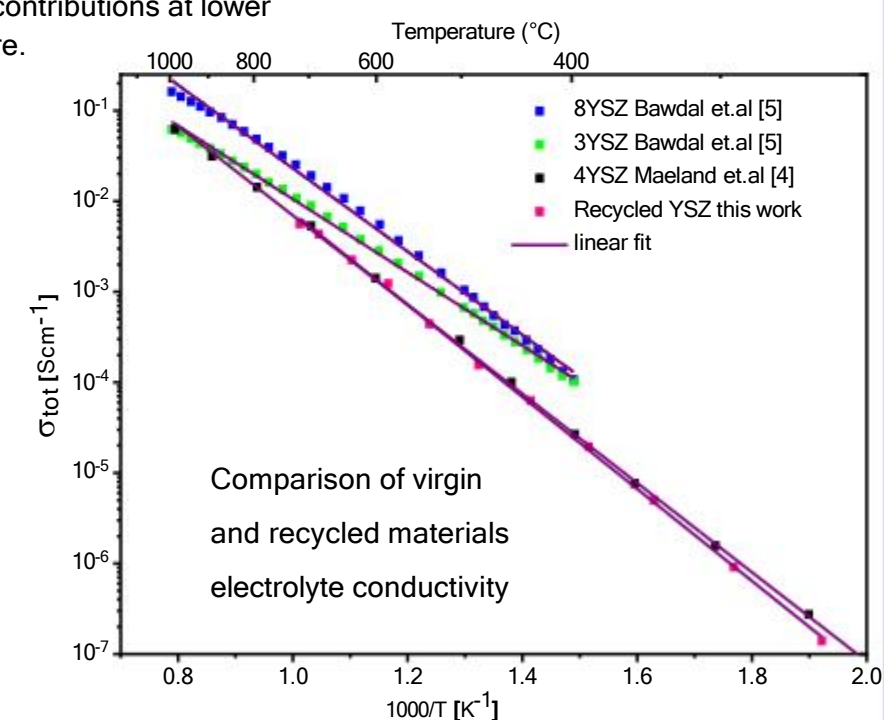 contributions at lower
re.
Temperature (°C)
1000 800 600 400
8YSZ Bawdal et.al [5]
3YSZ Bawdal et.al [5]
4YSZ Maeland et.al [4]
Recycled YSZ this work
linear fit
10⁻¹
10⁻²
10⁻³
10⁻⁴
10⁻⁵
10⁻⁶
10⁻⁷
σtot [Scm⁻¹]
Comparison of virgin
and recycled materials
electrolyte conductivity
0.8 1.0 1.2 1.4 1.6 1.8 2.0
1000/T [K⁻¹]